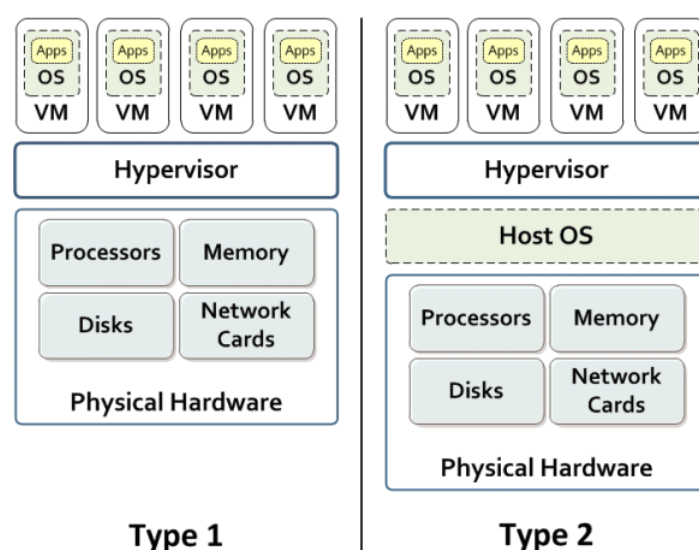 Apps Apps Apps Apps
OS OS OS OS
VM VM VM VM
Hypervisor
Processors Memory
Disks Network Cards
Physical Hardware
Type 1
Apps Apps Apps Apps
OS OS OS OS
VM VM VM VM
Hypervisor
Host OS
Processors Memory
Disks Network Cards
Physical Hardware
Type 2